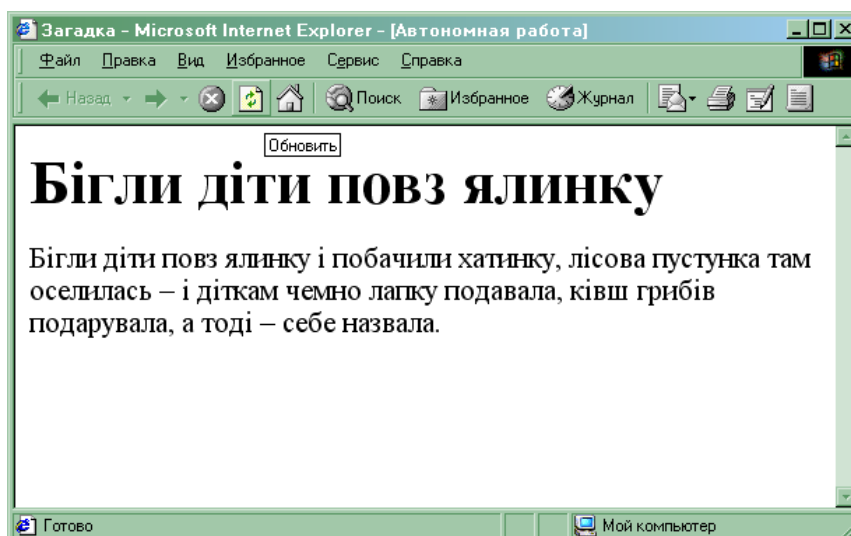 Загадка - Microsoft Internet Explorer - [Автономная работа]
Файл Правка Вид Избранное Сервис Справка
Назад Поиск Избранное Журнал
Обновить
Бігли діти повз ялинку
Бігли діти повз ялинку і побачили хатинку, лісова пустунка там
оселилась – і діткам чемно лапку подавала, ківш грибів
подарувала, а тоді – себе назвала.
Готово Мой компьютер